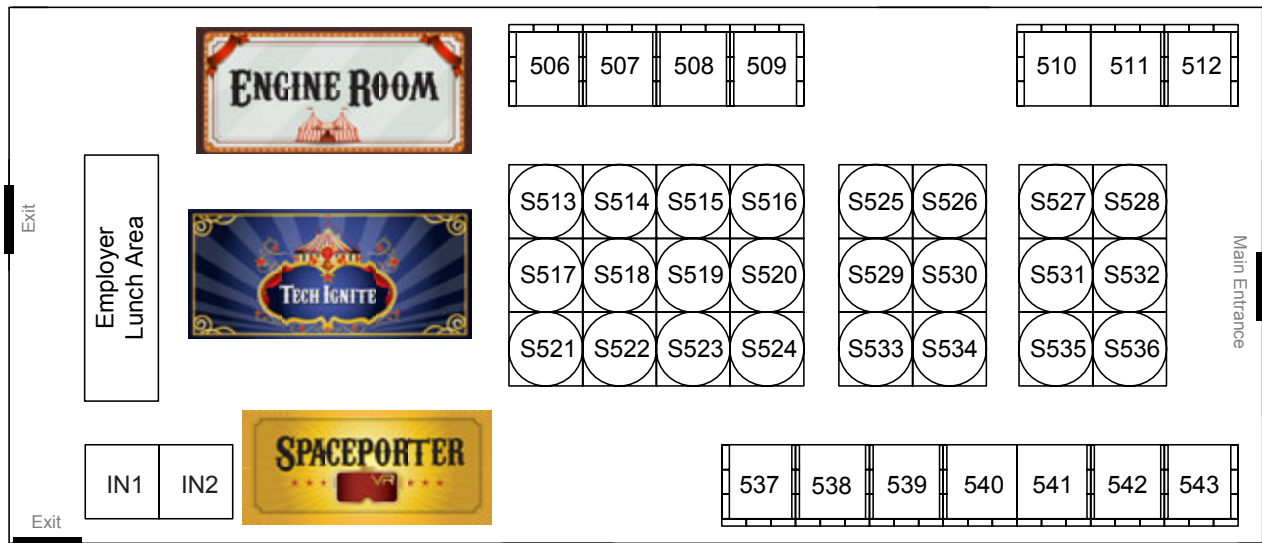 ENGINE ROOM
506 507 508 509
510 511 512
Exit
Employer
Lunch Area
TECH IGNITE
S513 S514 S515 S516
S525 S526
S527 S528
S517 S518 S519 S520
S529 S530
S531 S532
S521 S522 S523 S524
S533 S534
S535 S536
Main Entrance
IN1 IN2
SPACEPORTER
VR
537 538 539 540 541 542 543
Exit